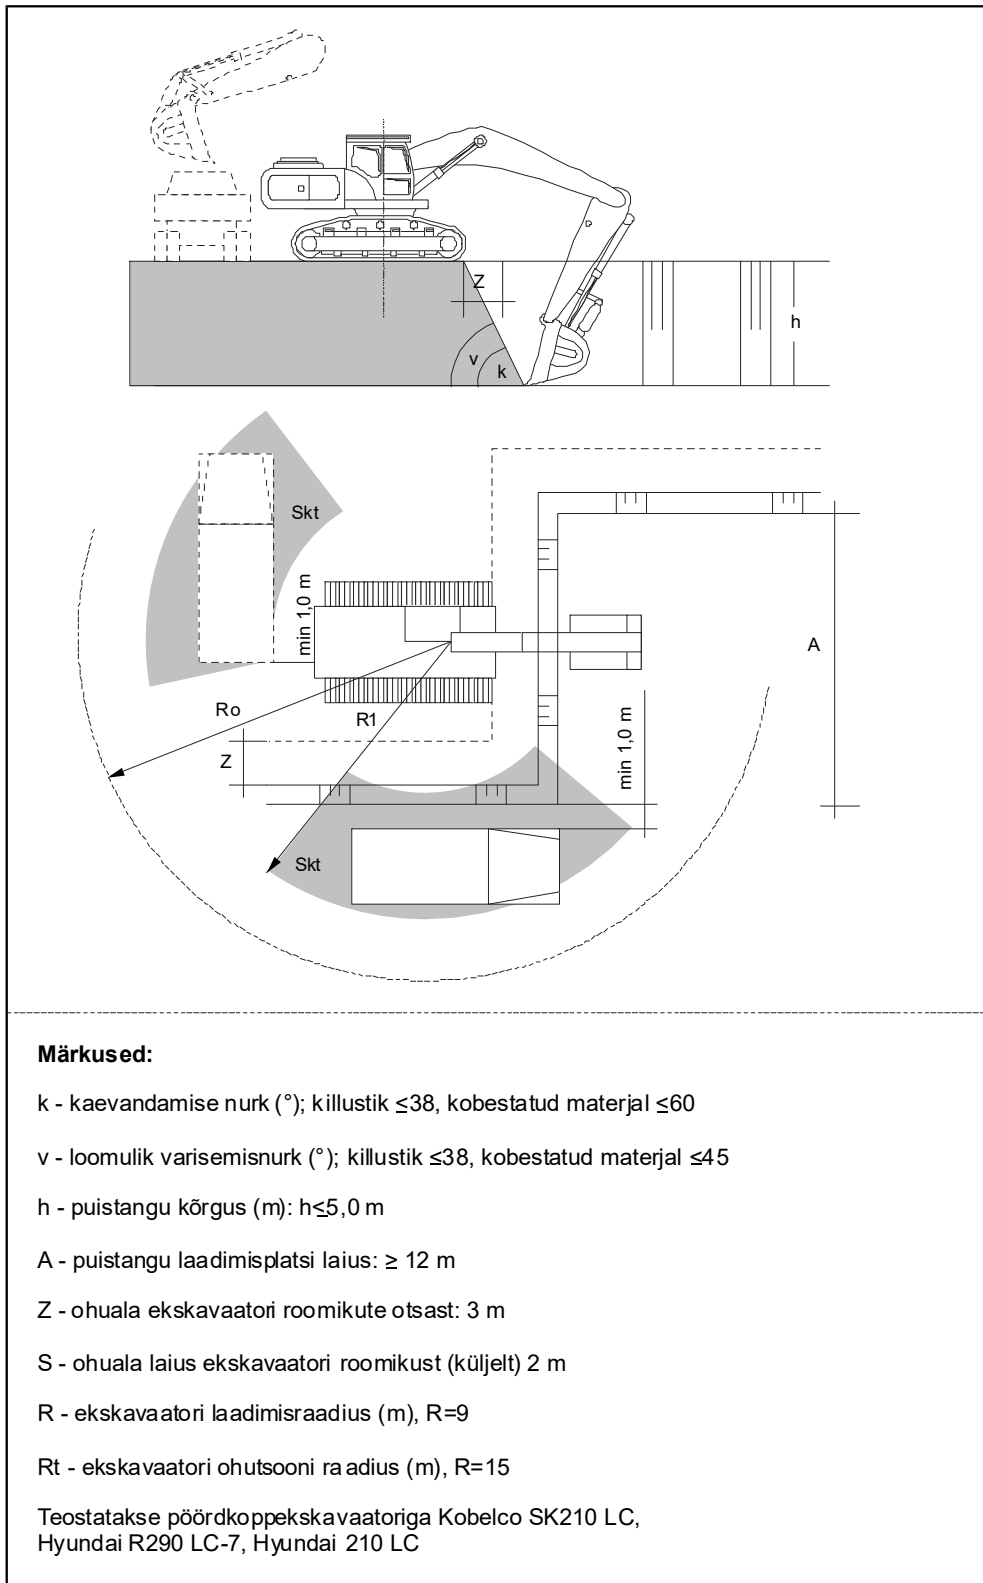 Z
h
v
k
Skt
min 1,0 m
A
Ro
R1
Z
min 1,0 m
Skt
Märkused:
k - kaevandamise nurk (°); killustik ≤38, kobestatud materjal ≤60
v - loomulik varisemisnurk (°); killustik ≤38, kobestatud materjal ≤45
h - puistangu kõrgus (m): h≤5,0 m
A - puistangu laadimisplatsi laius: ≥ 12 m
Z - ohuala ekskavaatori roomikute otsast: 3 m
S - ohuala laius ekskavaatori roomikust (küljelt) 2 m
R - ekskavaatori laadimisraadius (m), R=9
Rt - ekskavaatori ohutsooni raadius (m), R=15
Teostatakse pöördkoppekskavaatoriga Kobelco SK210 LC,
Hyundai R290 LC-7, Hyundai 210 LC